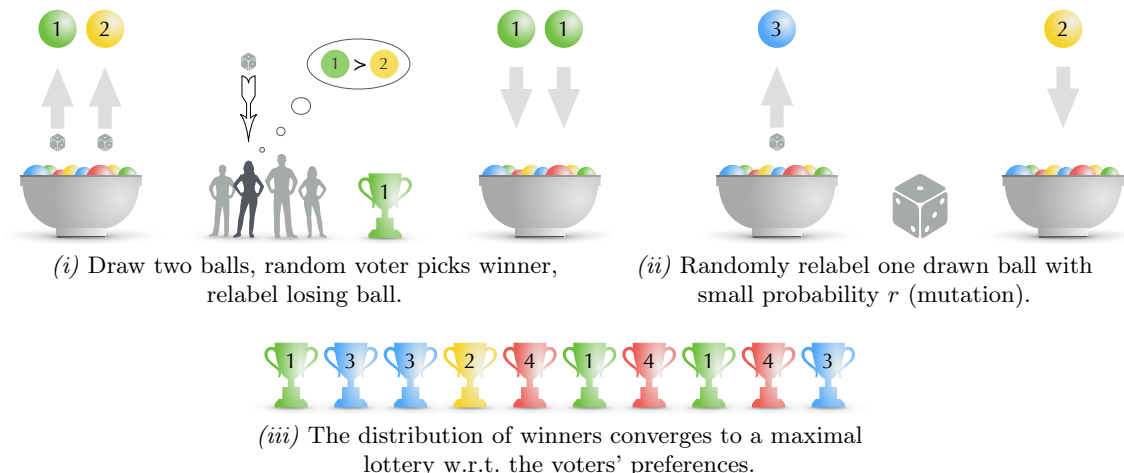 1 2
1 > 2
1
1 1
3
2
(i) Draw two balls, random voter picks winner,
relabel losing ball.
(ii) Randomly relabel one drawn ball with
small probability r (mutation).
1 3 3 2 4 1 4 1 4 3
(iii) The distribution of winners converges to a maximal
lottery w.r.t. the voters' preferences.